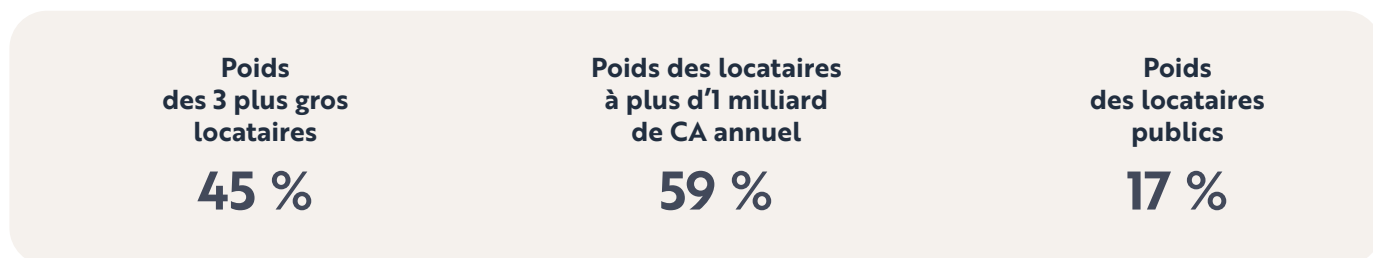 Poids
des 3 plus gros
locataires
45 %
Poids des locataires
à plus d’1 milliard
de CA annuel
59 %
Poids
des locataires
publics
17 %